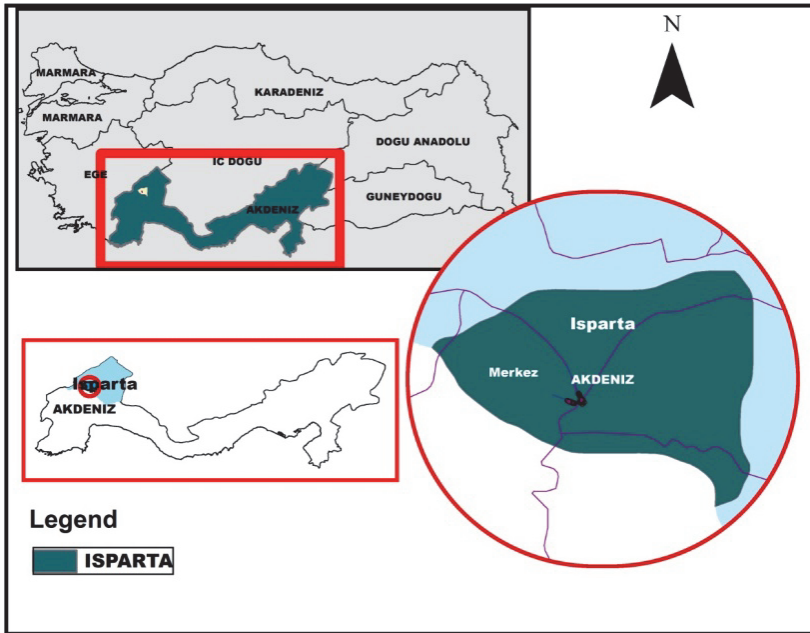 N
MARMARA
KARADENIZ
MARMARA
DOGU ANADOLU
IC DOGU
EGE
GUNEYDOGU
AKDENIZ
Isparta
Merkez
AKDENIZ
Isparta
AKDENIZ
Legend
ISPARTA